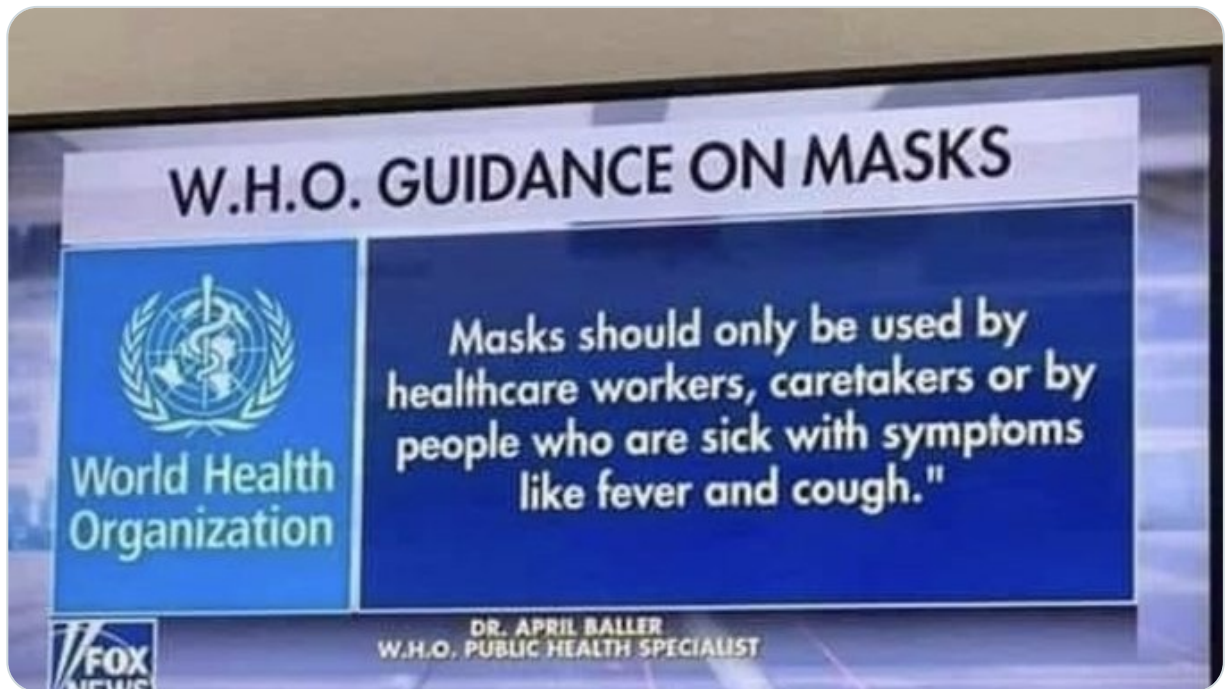 W.H.O. GUIDANCE ON MASKS
Masks should only be used by
healthcare workers, caretakers or by
people who are sick with symptoms
like fever and cough."
World Health
Organization
DR. APRIL BALLER
W.H.O. PUBLIC HEALTH SPECIALIST
FOX
NEWS